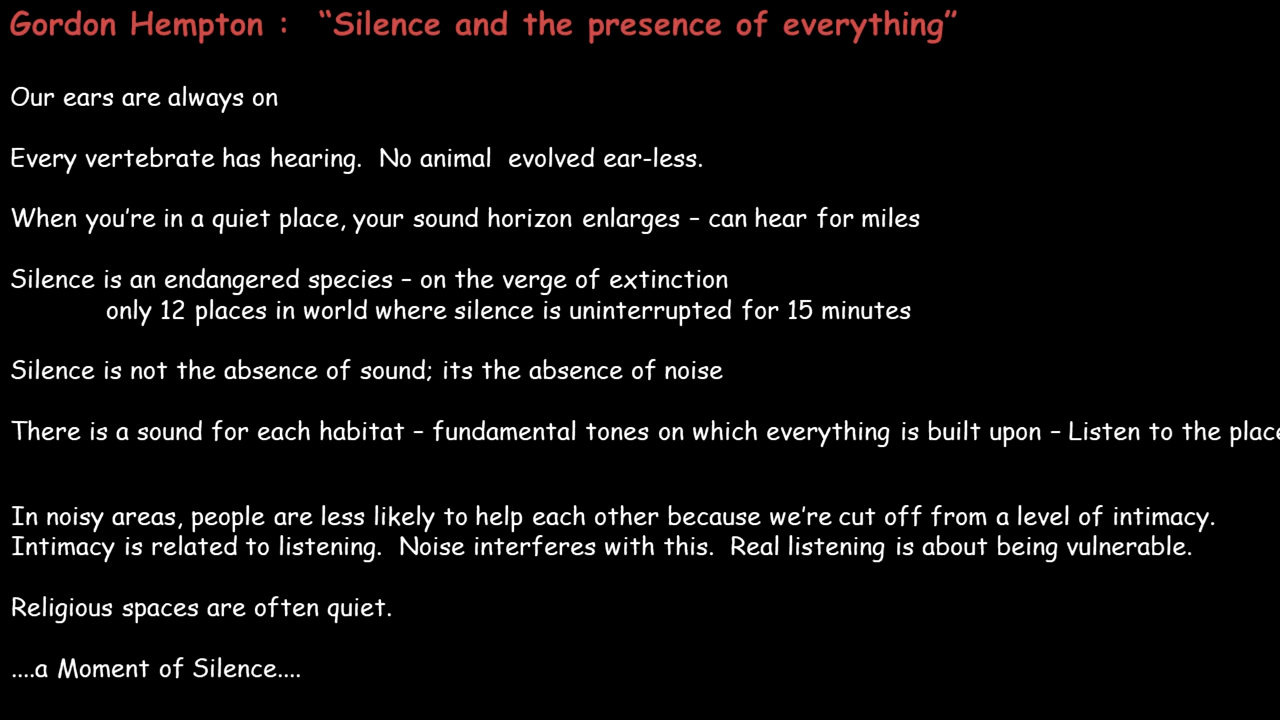 Gordon Hempton :  “Silence and the presence of everything”
Our ears are always on
Every vertebrate has hearing.  No animal  evolved ear-less.
When you’re in a quiet place, your sound horizon enlarges – can hear for miles
Silence is an endangered species – on the verge of extinction
only 12 places in world where silence is uninterrupted for 15 minutes
Silence is not the absence of sound; its the absence of noise
There is a sound for each habitat – fundamental tones on which everything is built upon – Listen to the place
In noisy areas, people are less likely to help each other because we’re cut off from a level of intimacy.
Intimacy is related to listening.  Noise interferes with this.  Real listening is about being vulnerable.
Religious spaces are often quiet.
....a Moment of Silence....